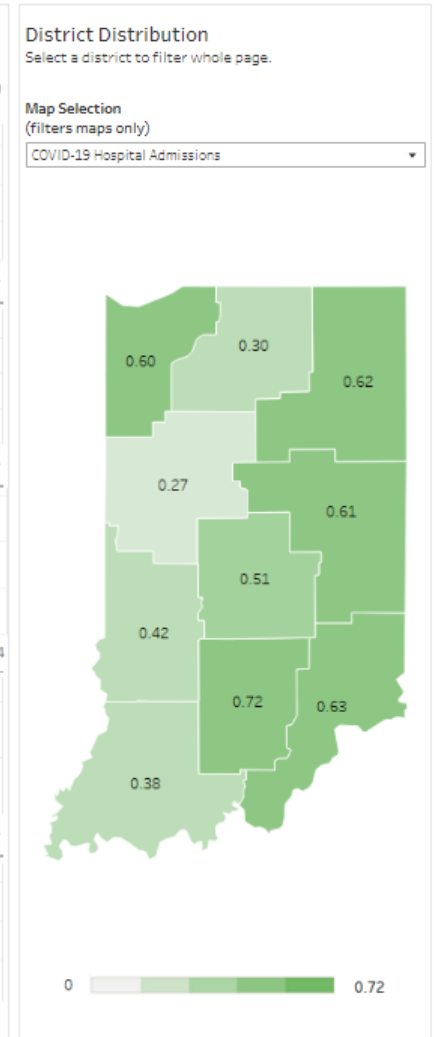 District Distribution
Select a district to filter whole page.
Map Selection
(filters maps only)
COVID-19 Hospital Admissions
0.60
0.30
0.62
0.27
0.61
0.51
0.42
0.72
0.63
0.38
0
0.72